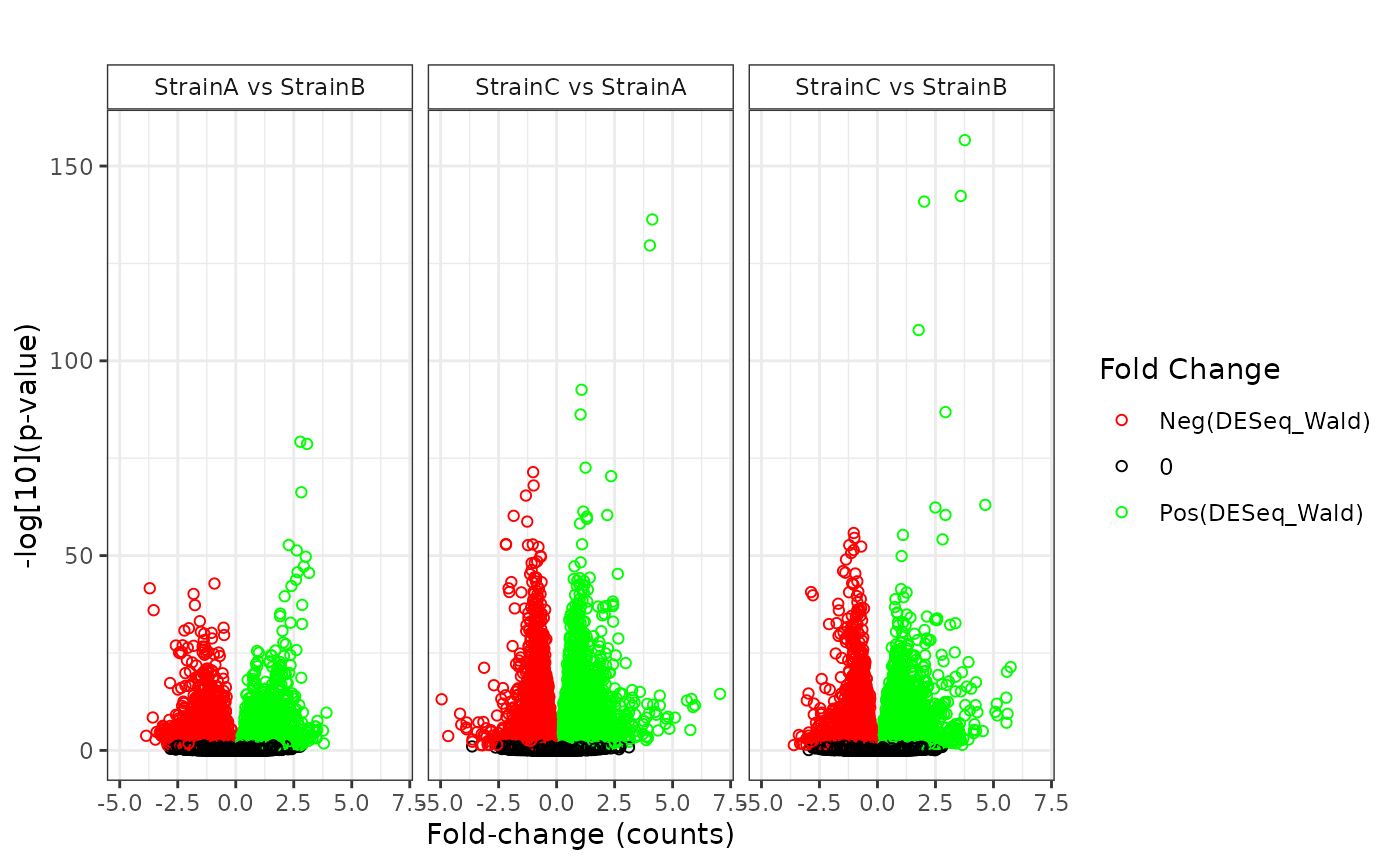 StrainA vs StrainB StrainC vs StrainA StrainC vs StrainB
150
100
50
0
-log[10](p-value)
-5.0 -2.5 0.0 2.5 5.0 7.5 -5.0 -2.5 0.0 2.5 5.0 7.5 -5.0 -2.5 0.0 2.5 5.0 7.5
Fold-change (counts)
Fold Change
Neg(DESeq_Wald)
0
Pos(DESeq_Wald)